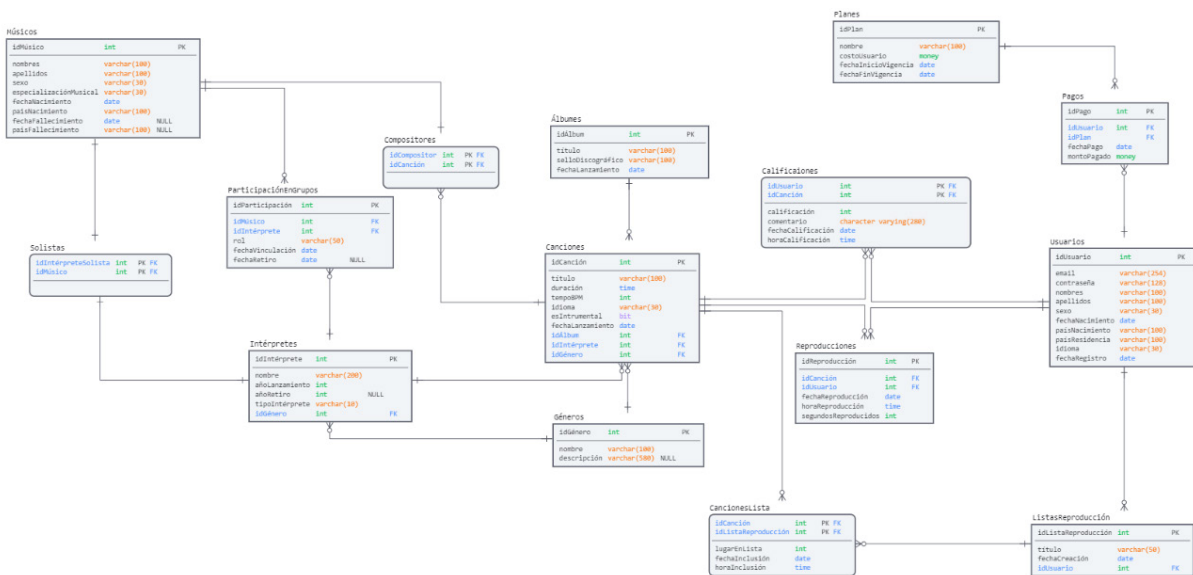 Músicos
idMúsico int PK
nombres varchar(100)
apellidos varchar(100)
sexo varchar(30)
especializaciónMusical varchar(30)
fechaNacimiento date
paísNacimiento varchar(100)
fechaFallecimiento date NULL
paísFallecimiento varchar(100) NULL
Planes
idPlan PK
nombre varchar(100)
costoUsuario money
fechaInicioVigencia date
fechaFinVigencia date
Pagos
idPago int PK
idUsuario int FK
idPlan FK
fechaPago date
montoPagado money
Compositores
idCompositor int PK FK
idCanción int PK FK
Álbumes
idÁlbum int PK
título varchar(100)
selloDiscográfico varchar(100)
fechaLanzamiento date
Calificaiones
idUsuario int PK FK
idCanción int PK FK
calificación int
comentario character varying(200)
fechaCalificación date
horaCalificación time
ParticipaciónEnGrupos
idParticipación int PK
idMúsico int FK
idIntérprete int FK
rol varchar(50)
fechaVinculación date
fechaRetiro date NULL
Solistas
idIntérpreteSolista int PK FK
idMúsico int PK FK
Canciones
idCanción int PK
título varchar(100)
duración time
tempoBPM int
idioma varchar(30)
esIntrumental bit
fechaLanzamiento date
idÁlbum int FK
idIntérprete int FK
idGénero int FK
Usuarios
idUsuario int PK
email varchar(254)
contraseña varchar(128)
nombres varchar(100)
apellidos varchar(100)
sexo varchar(30)
fechaNacimiento date
paísNacimiento varchar(100)
paísResidencia varchar(100)
idioma varchar(30)
fechaRegistro date
Intérpretes
idIntérprete int PK
nombre varchar(200)
añoLanzamiento int
añoRetiro int NULL
tipoIntérprete varchar(10)
idGénero int FK
Reproducciones
idReproducción int PK
idCanción int FK
idUsuario int FK
fechaReproducción date
horaReproducción time
segundosReproducidos int
Géneros
idGénero int PK
nombre varchar(100)
descripción varchar(500) NULL
CancionesLista
idCanción int PK FK
idListaReproducción int PK FK
lugarEnLista int
fechaInclusión date
horaInclusión time
ListasReproducción
idListaReproducción int PK
título varchar(50)
fechaCreación date
idUsuario int FK